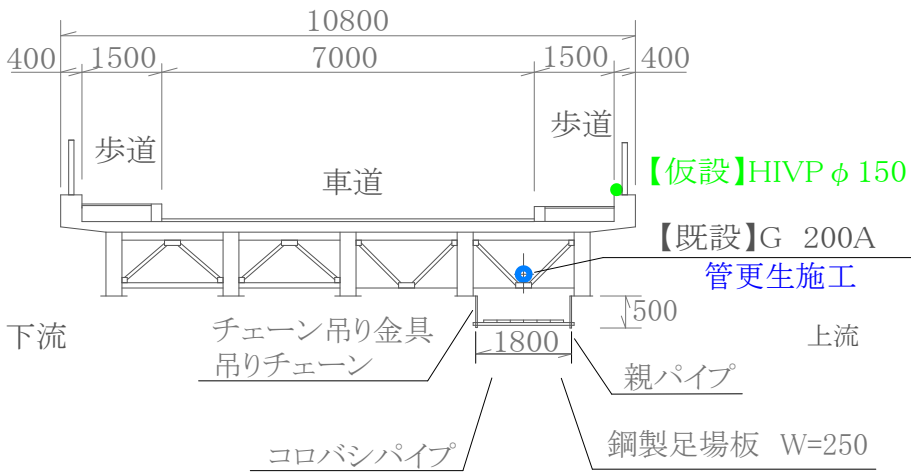 10800
400 1500 7000 1500 400
歩道
車道
歩道
【仮設】HIVPφ150
【既設】G 200A
管更生施工
下流
チェーン吊り金具
吊りチェーン
1800
500
上流
親パイプ
コロバシパイプ
鋼製足場板 W=250